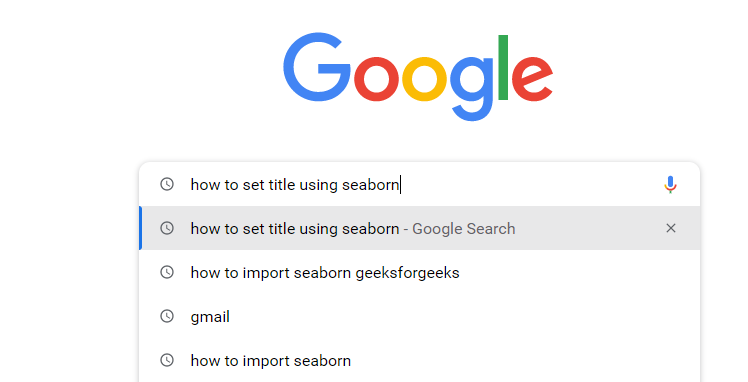 Google
how to set title using seaborn
how to set title using seaborn - Google Search
how to import seaborn geeksforgeeks
gmail
how to import seaborn